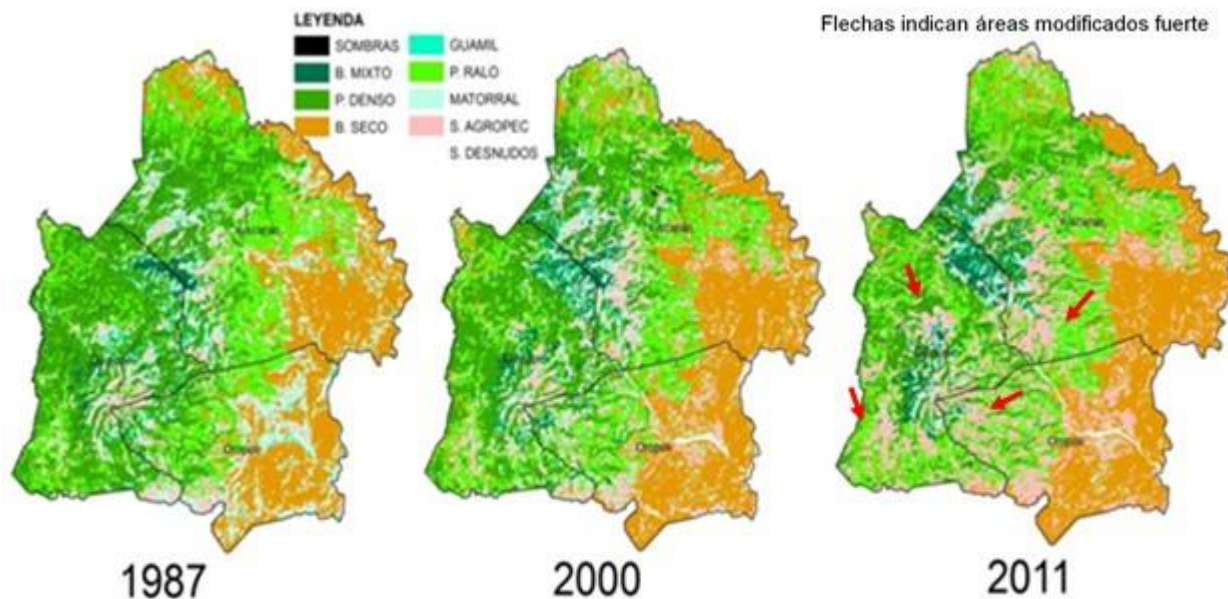 LEYENDA
SOMBRAS
B. MIXTO
P. DENSO
B. SECO
GUAMIL
P. RALO
MATORRAL
S. AGROPEC
S. DESNUDOS
Flechas indican áreas modificados fuerte
1987
2000
2011